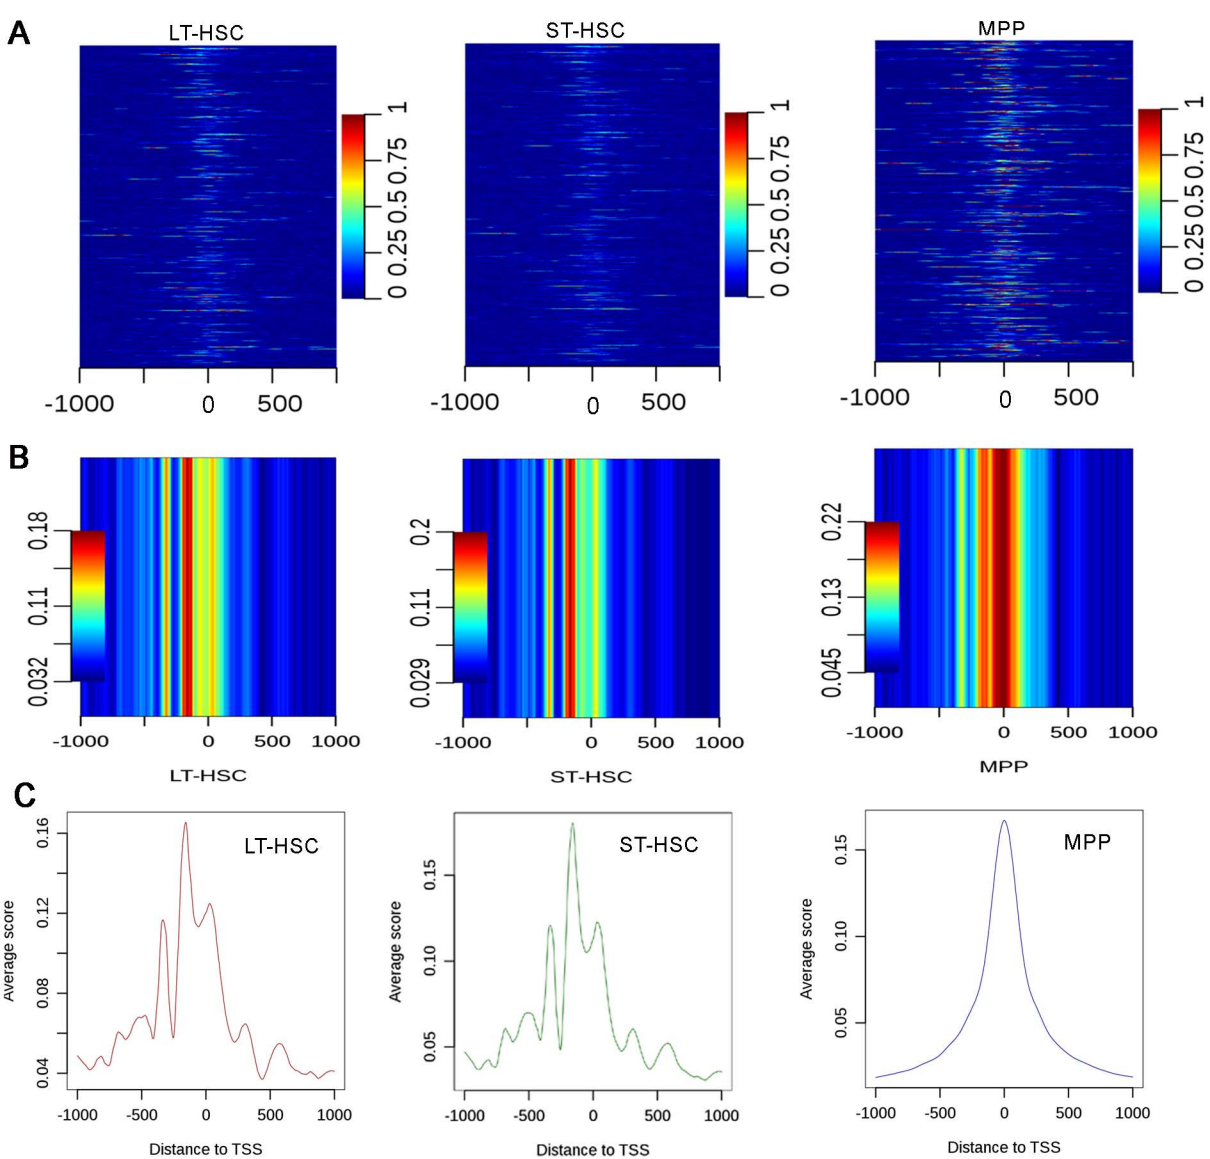 A
LT-HSC
ST-HSC
MPP
0 0.25 0.5 0.75 1
0 0.25 0.5 0.75 1
0 0.25 0.5 0.75 1
-1000 0 500
-1000 0 500
-1000 0 500
B
0.032 0.11 0.18
0.029 0.11 0.2
0.045 0.13 0.22
-1000 0 500 1000
-1000 0 500 1000
-1000 0 500 1000
LT-HSC
ST-HSC
MPP
C
LT-HSC
ST-HSC
MPP
Average score
0.04 0.08 0.12 0.16
Average score
0.05 0.10 0.15
Average score
0.05 0.10 0.15
-1000 -500 0 500 1000
-1000 -500 0 500 1000
-1000 -500 0 500 1000
Distance to TSS
Distance to TSS
Distance to TSS